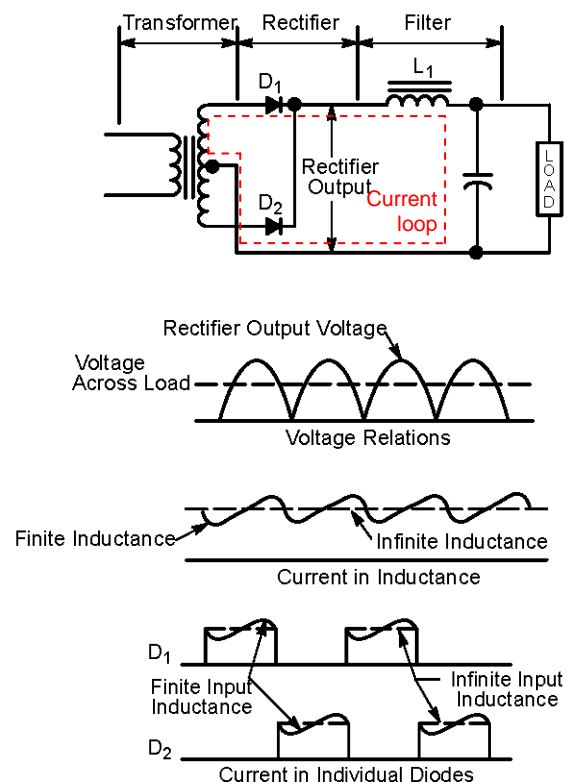 Transformer Rectifier Filter
D1
L1
Rectifier
Output
Current
loop
LOAD
D2
Rectifier Output Voltage
Voltage
Across Load
Voltage Relations
Finite Inductance
Infinite Inductance
Current in Inductance
D1
Finite Input
Inductance
Infinite Input
Inductance
D2
Current in Individual Diodes